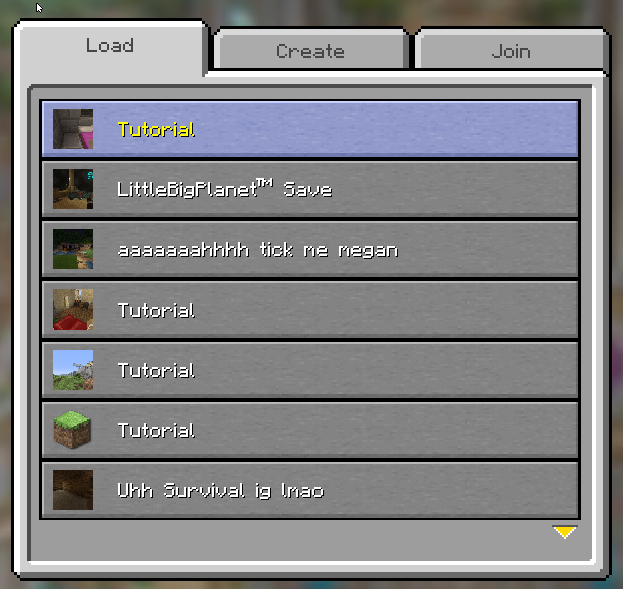 Load
Create
Join
Tutorial
LittleBigPlanet™ Save
aaaaaaahhhh tick me megan
Tutorial
Tutorial
Tutorial
Uhh Survival ig lmao